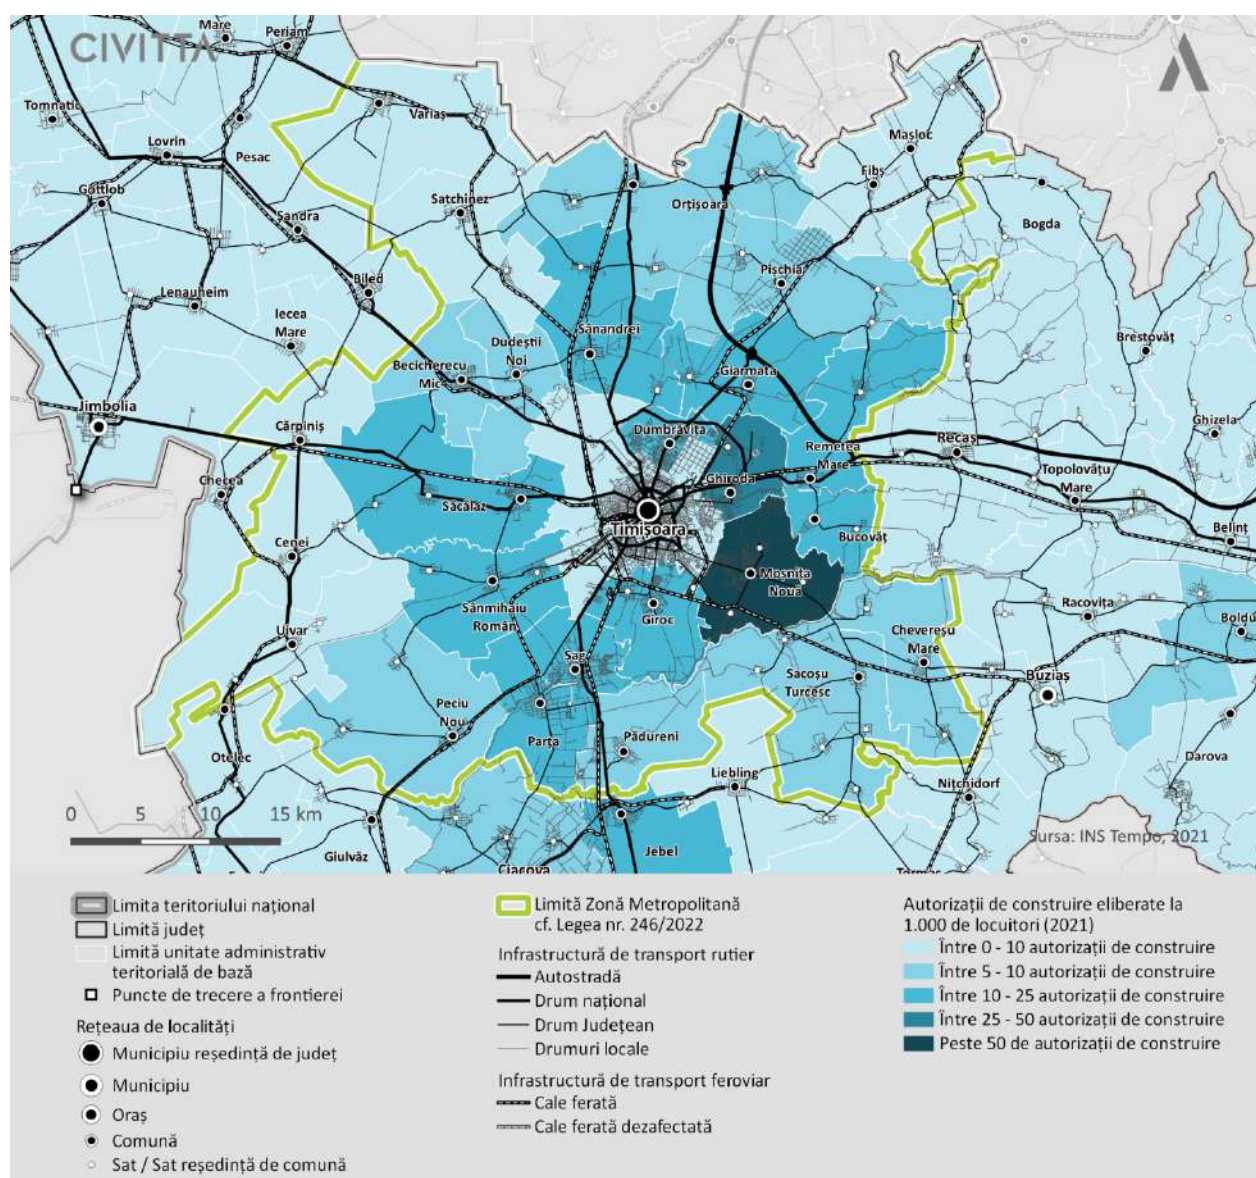 CIVITTA
Mare
Periam
Tomnatic
Variaș
Lovrin
Pesac
Mașloc
Fibiș
Gottlob
Satchinez
Orțișoara
Șandra
Bogda
Pișchia
Biled
Lenauheim
Iecea
Mare
Sânandrei
Brestovăț
Dudeștii
Noi
Becicherecu
Mic
Giarmata
Jimbolia
Cărpiniș
Dumbrăvița
Remetea
Mare
Recaș
Ghizela
Checea
Ghiroda
Topolovățu
Mare
Săcălaz
Timișoara
Belinț
Cenei
Bucovăț
Moșnița
Nouă
Sânmihaiu
Român
Giroc
Racovița
Boldu
Uivar
Chevereșu
Mare
Șag
Sacoșu
Turcesc
Buziaș
Peciu
Nou
Parța
Pădureni
Otelec
Liebling
Darova
Nițchidorf
0 5 10 15 km
Sursa: INS Tempo, 2021
Giulvăz
Jebel
Ciacova
Limita teritoriului național
Limită județ
Limită unitate administrativ
teritorială de bază
Puncte de trecere a frontierei
Rețeaua de localități
Municipiu reședință de județ
Municipiu
Oraș
Comună
Sat / Sat reședință de comună
Limită Zonă Metropolitană
cf. Legea nr. 246/2022
Infrastructură de transport rutier
Autostradă
Drum național
Drum Județean
Drumuri locale
Infrastructură de transport feroviar
Cale ferată
Cale ferată dezafectată
Autorizații de construire eliberate la
1.000 de locuitori (2021)
Între 0 - 10 autorizații de construire
Între 5 - 10 autorizații de construire
Între 10 - 25 autorizații de construire
Între 25 - 50 autorizații de construire
Peste 50 de autorizații de construire